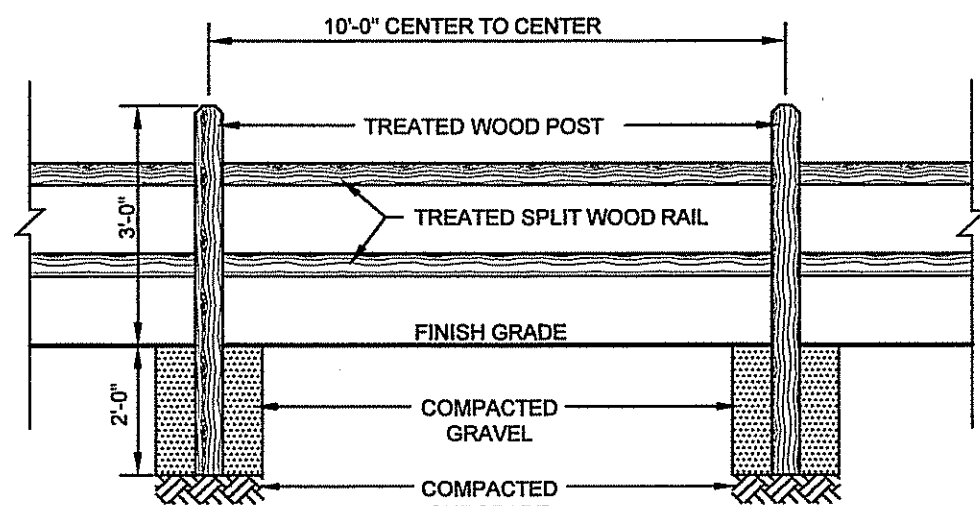 10'-0" CENTER TO CENTER
TREATED WOOD POST
3'-0"
TREATED SPLIT WOOD RAIL
FINISH GRADE
2'-0"
COMPACTED
GRAVEL
COMPACTED